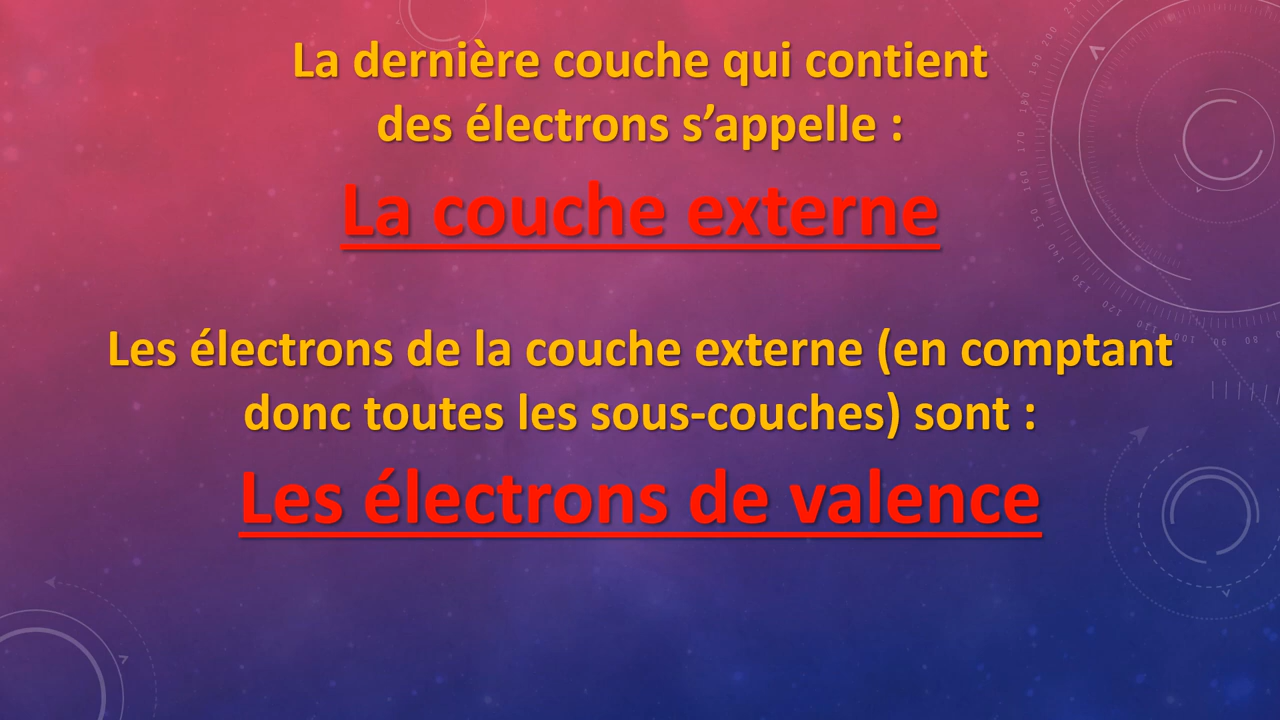 La dernière couche qui contient
des électrons s’appelle :
La couche externe
Les électrons de la couche externe (en comptant
donc toutes les sous-couches) sont :
Les électrons de valence